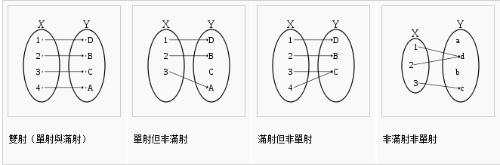 X Y
1 D
2 B
3 C
4 A
雙射（單射與滿射）
X Y
1 D
2 B
3 C
A
單射但非滿射
X Y
1 D
2 B
3 C
4
滿射但非單射
X Y
1 a
2 d
3 b
c
非滿射非單射